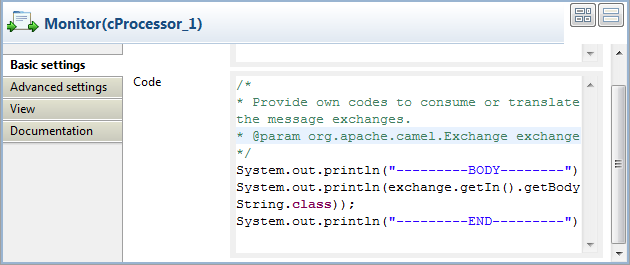 Monitor(cProcessor_1)
Basic settings
Advanced settings
View
Documentation
Code
/*
* Provide own codes to consume or translate
the message exchanges.
* @param org.apache.camel.Exchange exchange
*/
System.out.println("---------BODY--------")
System.out.println(exchange.getIn().getBody
String.class));
System.out.println("---------END---------")